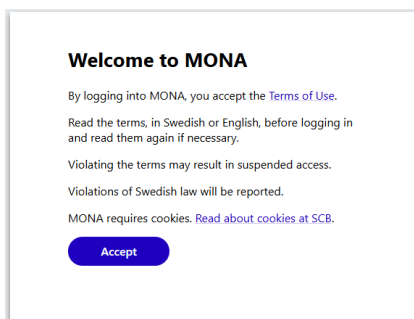 Welcome to MONA
By logging into MONA, you accept the Terms of Use.
Read the terms, in Swedish or English, before logging in
and read them again if necessary.
Violating the terms may result in suspended access.
Violations of Swedish law will be reported.
MONA requires cookies. Read about cookies at SCB.
Accept